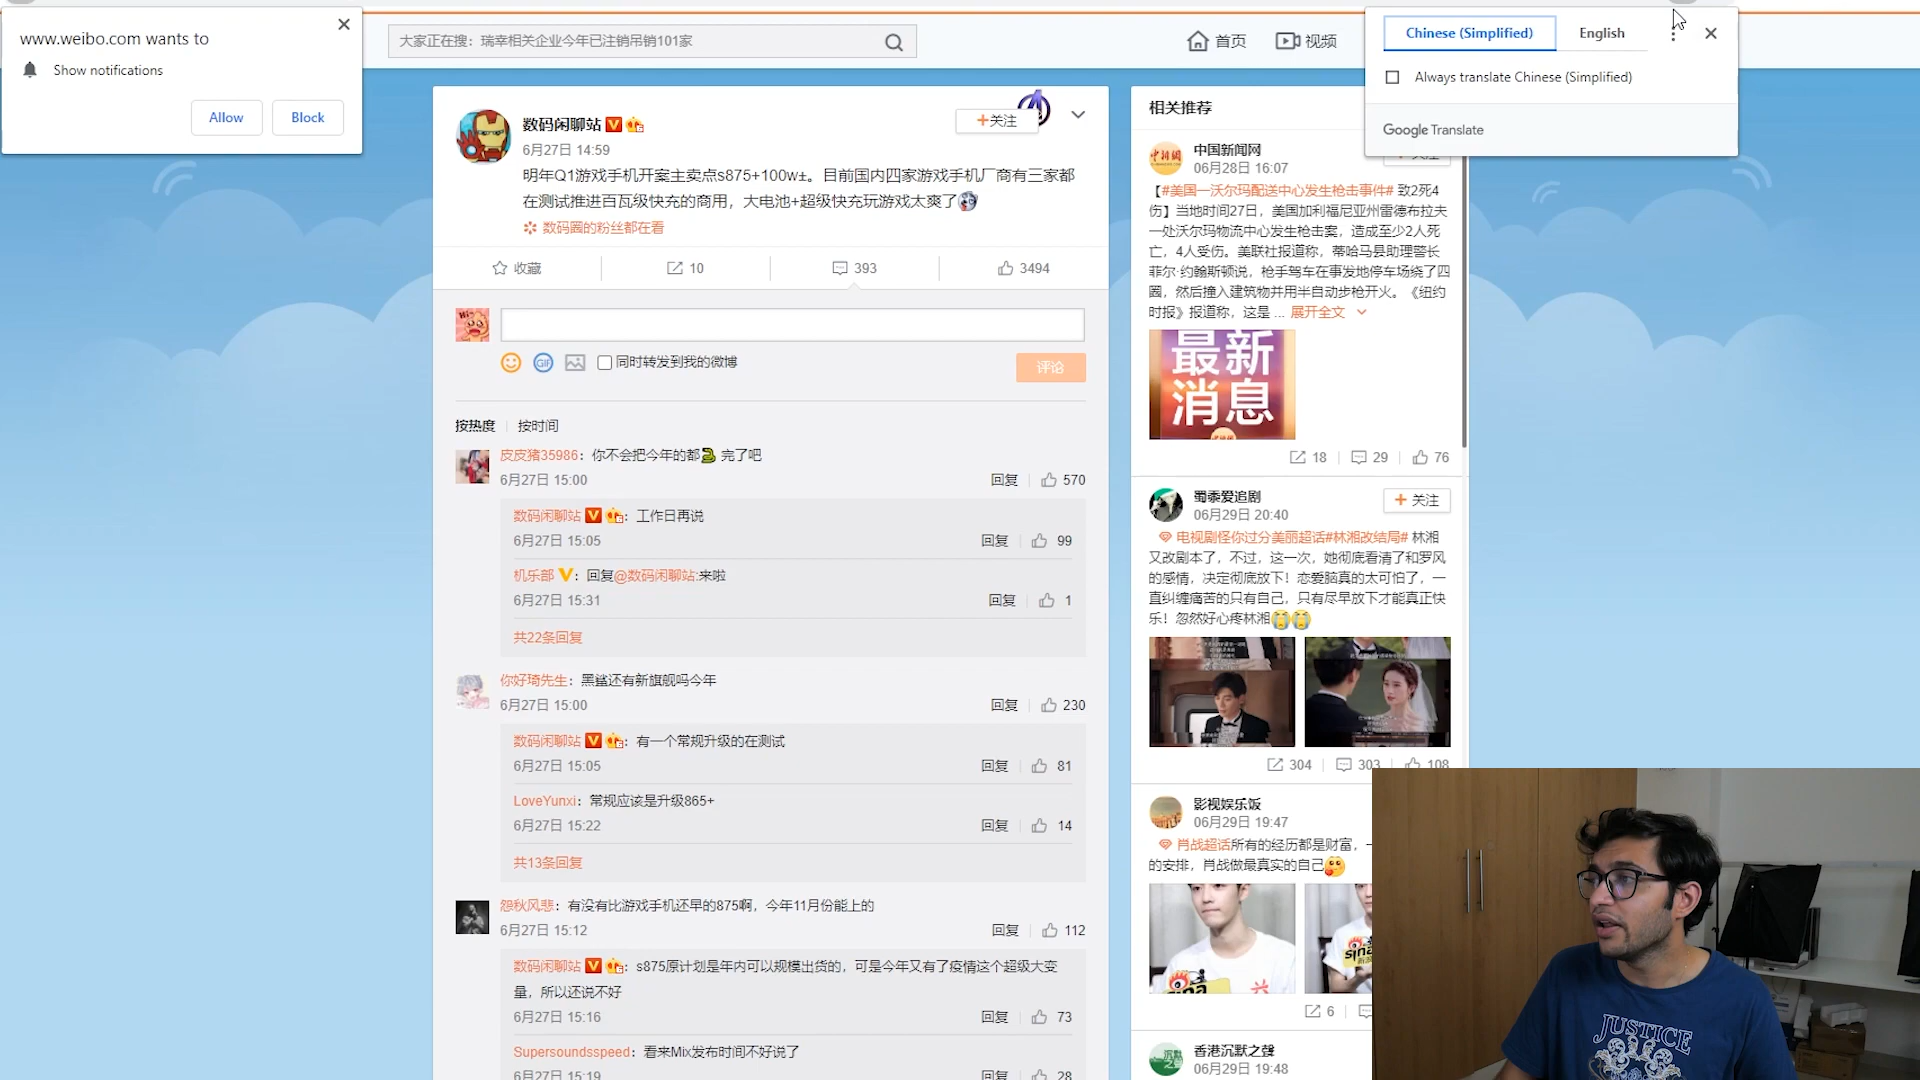 www.weibo.com wants to
Show notifications
Allow
Block
大家正在搜：瑞幸相关企业今年已注销吊销101家
首页
视频
Chinese (Simplified)
English
Always translate Chinese (Simplified)
Google Translate
数码闲聊站
6月27日 14:59
+关注
明年Q1游戏手机开案主卖点s875+100w±。目前国内四家游戏手机厂商有三家都
在测试推进百瓦级快充的商用，大电池+超级快充玩游戏太爽了
数码圈的粉丝都在看
收藏
10
393
3494
同时转发到我的微博
评论
按热度
按时间
皮皮猪35986：你不会把今年的都 完了吧
6月27日 15:00
回复
570
数码闲聊站 ：工作日再说
6月27日 15:05
回复
99
机乐部 ：回复@数码闲聊站:来啦
6月27日 15:31
回复
1
共22条回复
你好琦先生：黑鲨还有新旗舰吗今年
6月27日 15:00
回复
230
数码闲聊站 ：有一个常规升级的在测试
6月27日 15:05
回复
81
LoveYunxi：常规应该是升级865+
6月27日 15:22
回复
14
共13条回复
怨秋风悲：有没有比游戏手机还早的875啊，今年11月份能上的
6月27日 15:12
回复
112
数码闲聊站 ：s875原计划是年内可以规模出货的，可是今年又有了疫情这个超级大变
量，所以还说不好
6月27日 15:16
回复
73
Supersoundsspeed：看来Mix发布时间不好说了
6月27日 15:19
回复
28
相关推荐
中国新闻网
06月28日 16:07
【#美国一沃尔玛配送中心发生枪击事件# 致2死4
伤】当地时间27日，美国加利福尼亚州雷德布拉夫
一处沃尔玛物流中心发生枪击案，造成至少2人死
亡，4人受伤。美联社报道称，蒂哈马县助理警长
菲尔·约翰斯顿说，枪手驾车在事发地停车场绕了四
圈，然后撞入建筑物并用半自动步枪开火。《纽约
时报》报道称，这是 ... 展开全文
最新
消息
18
29
76
蜀黍爱追剧
06月29日 20:40
+ 关注
电视剧怪你过分美丽超话#林湘改结局# 林湘
又改剧本了，不过，这一次，她彻底看清了和罗风
的感情，决定彻底放下！恋爱脑真的太可怕了，一
直纠缠痛苦的只有自己，只有尽早放下才能真正快
乐！忽然好心疼林湘
304
303
108
影视娱乐饭
06月29日 19:47
肖战超话所有的经历都是财富，一
的安排，肖战做最真实的自己
sina
6
香港沉默之聲
06月29日 19:48
JUSTICE